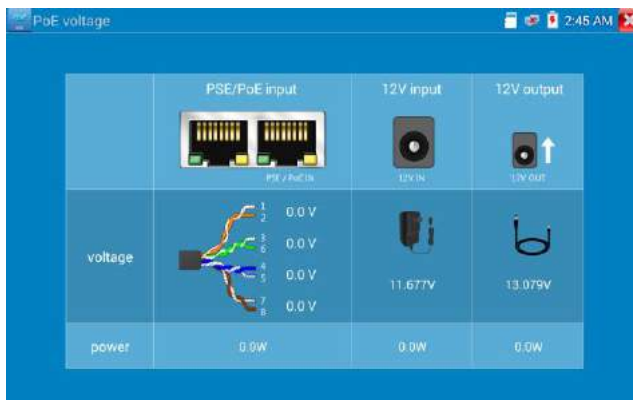 PoE voltage 2:45 AM
PSE/PoE input 12V input 12V output
PSE / PoE IN 12V IN 12V OUT
voltage
1
2 0.0 V
3
6 0.0 V
4
5 0.0 V
7
8 0.0 V
11.677V 13.079V
power 0.0W 0.0W 0.0W